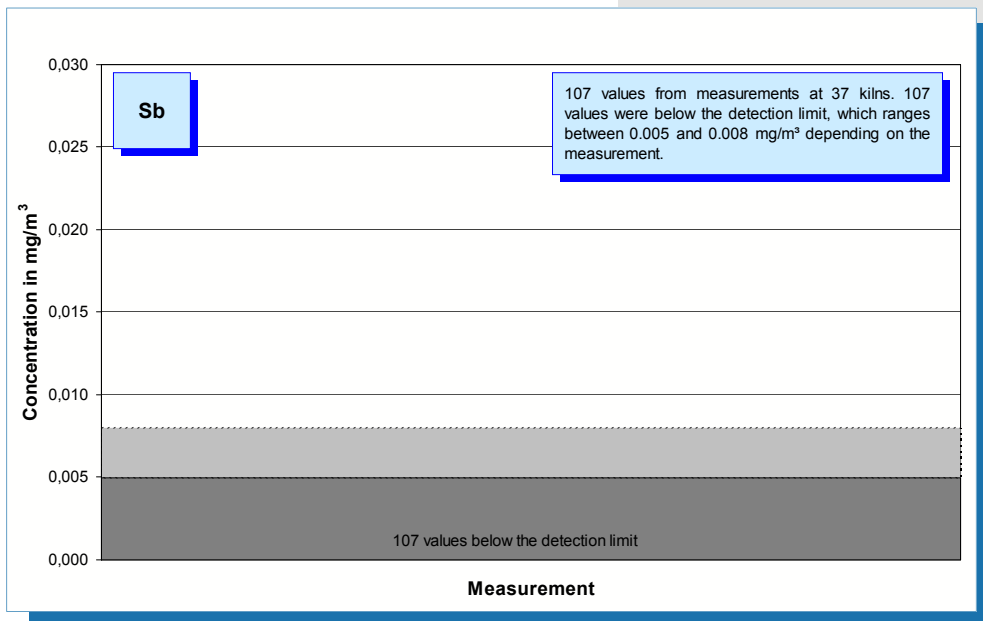 0,030
0,025
0,020
0,015
0,010
0,005
0,000
Concentration in mg/m³
Sb
107 values from measurements at 37 kilns. 107
values were below the detection limit, which ranges
between 0.005 and 0.008 mg/m³ depending on the
measurement.
107 values below the detection limit
Measurement